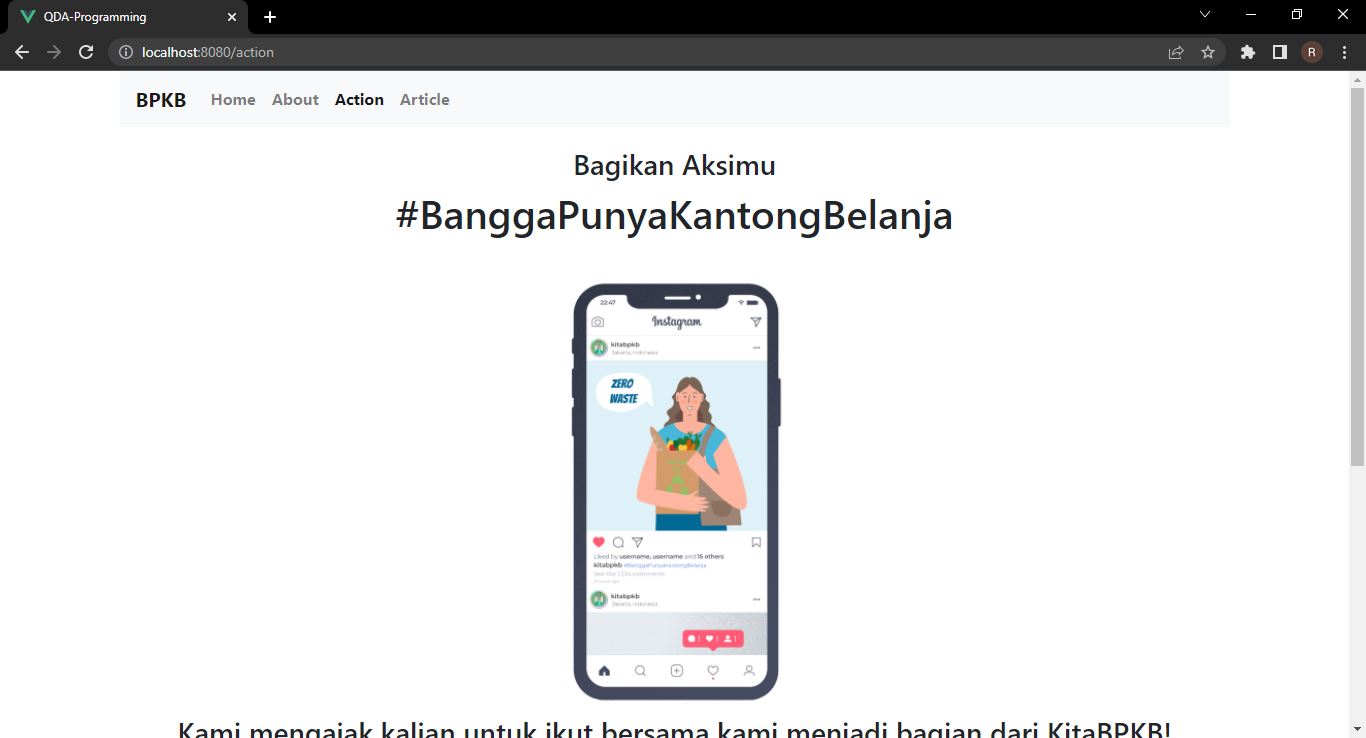 QDA-Programming
localhost:8080/action
R
BPKB Home About Action Article
Bagikan Aksimu
#BanggaPunyaKantongBelanja
22:47
Instagram
kitabpkb
Jakarta, Indonesia
ZERO
WASTE
Liked by username, username and 15 others
kitabpkb #BanggaPunyaKantongBelanja
See the 1,234 comments
kitabpkb
Jakarta, Indonesia
1 1 1
Kami mengajak kalian untuk ikut bersama kami menjadi bagian dari KitaBPKB!